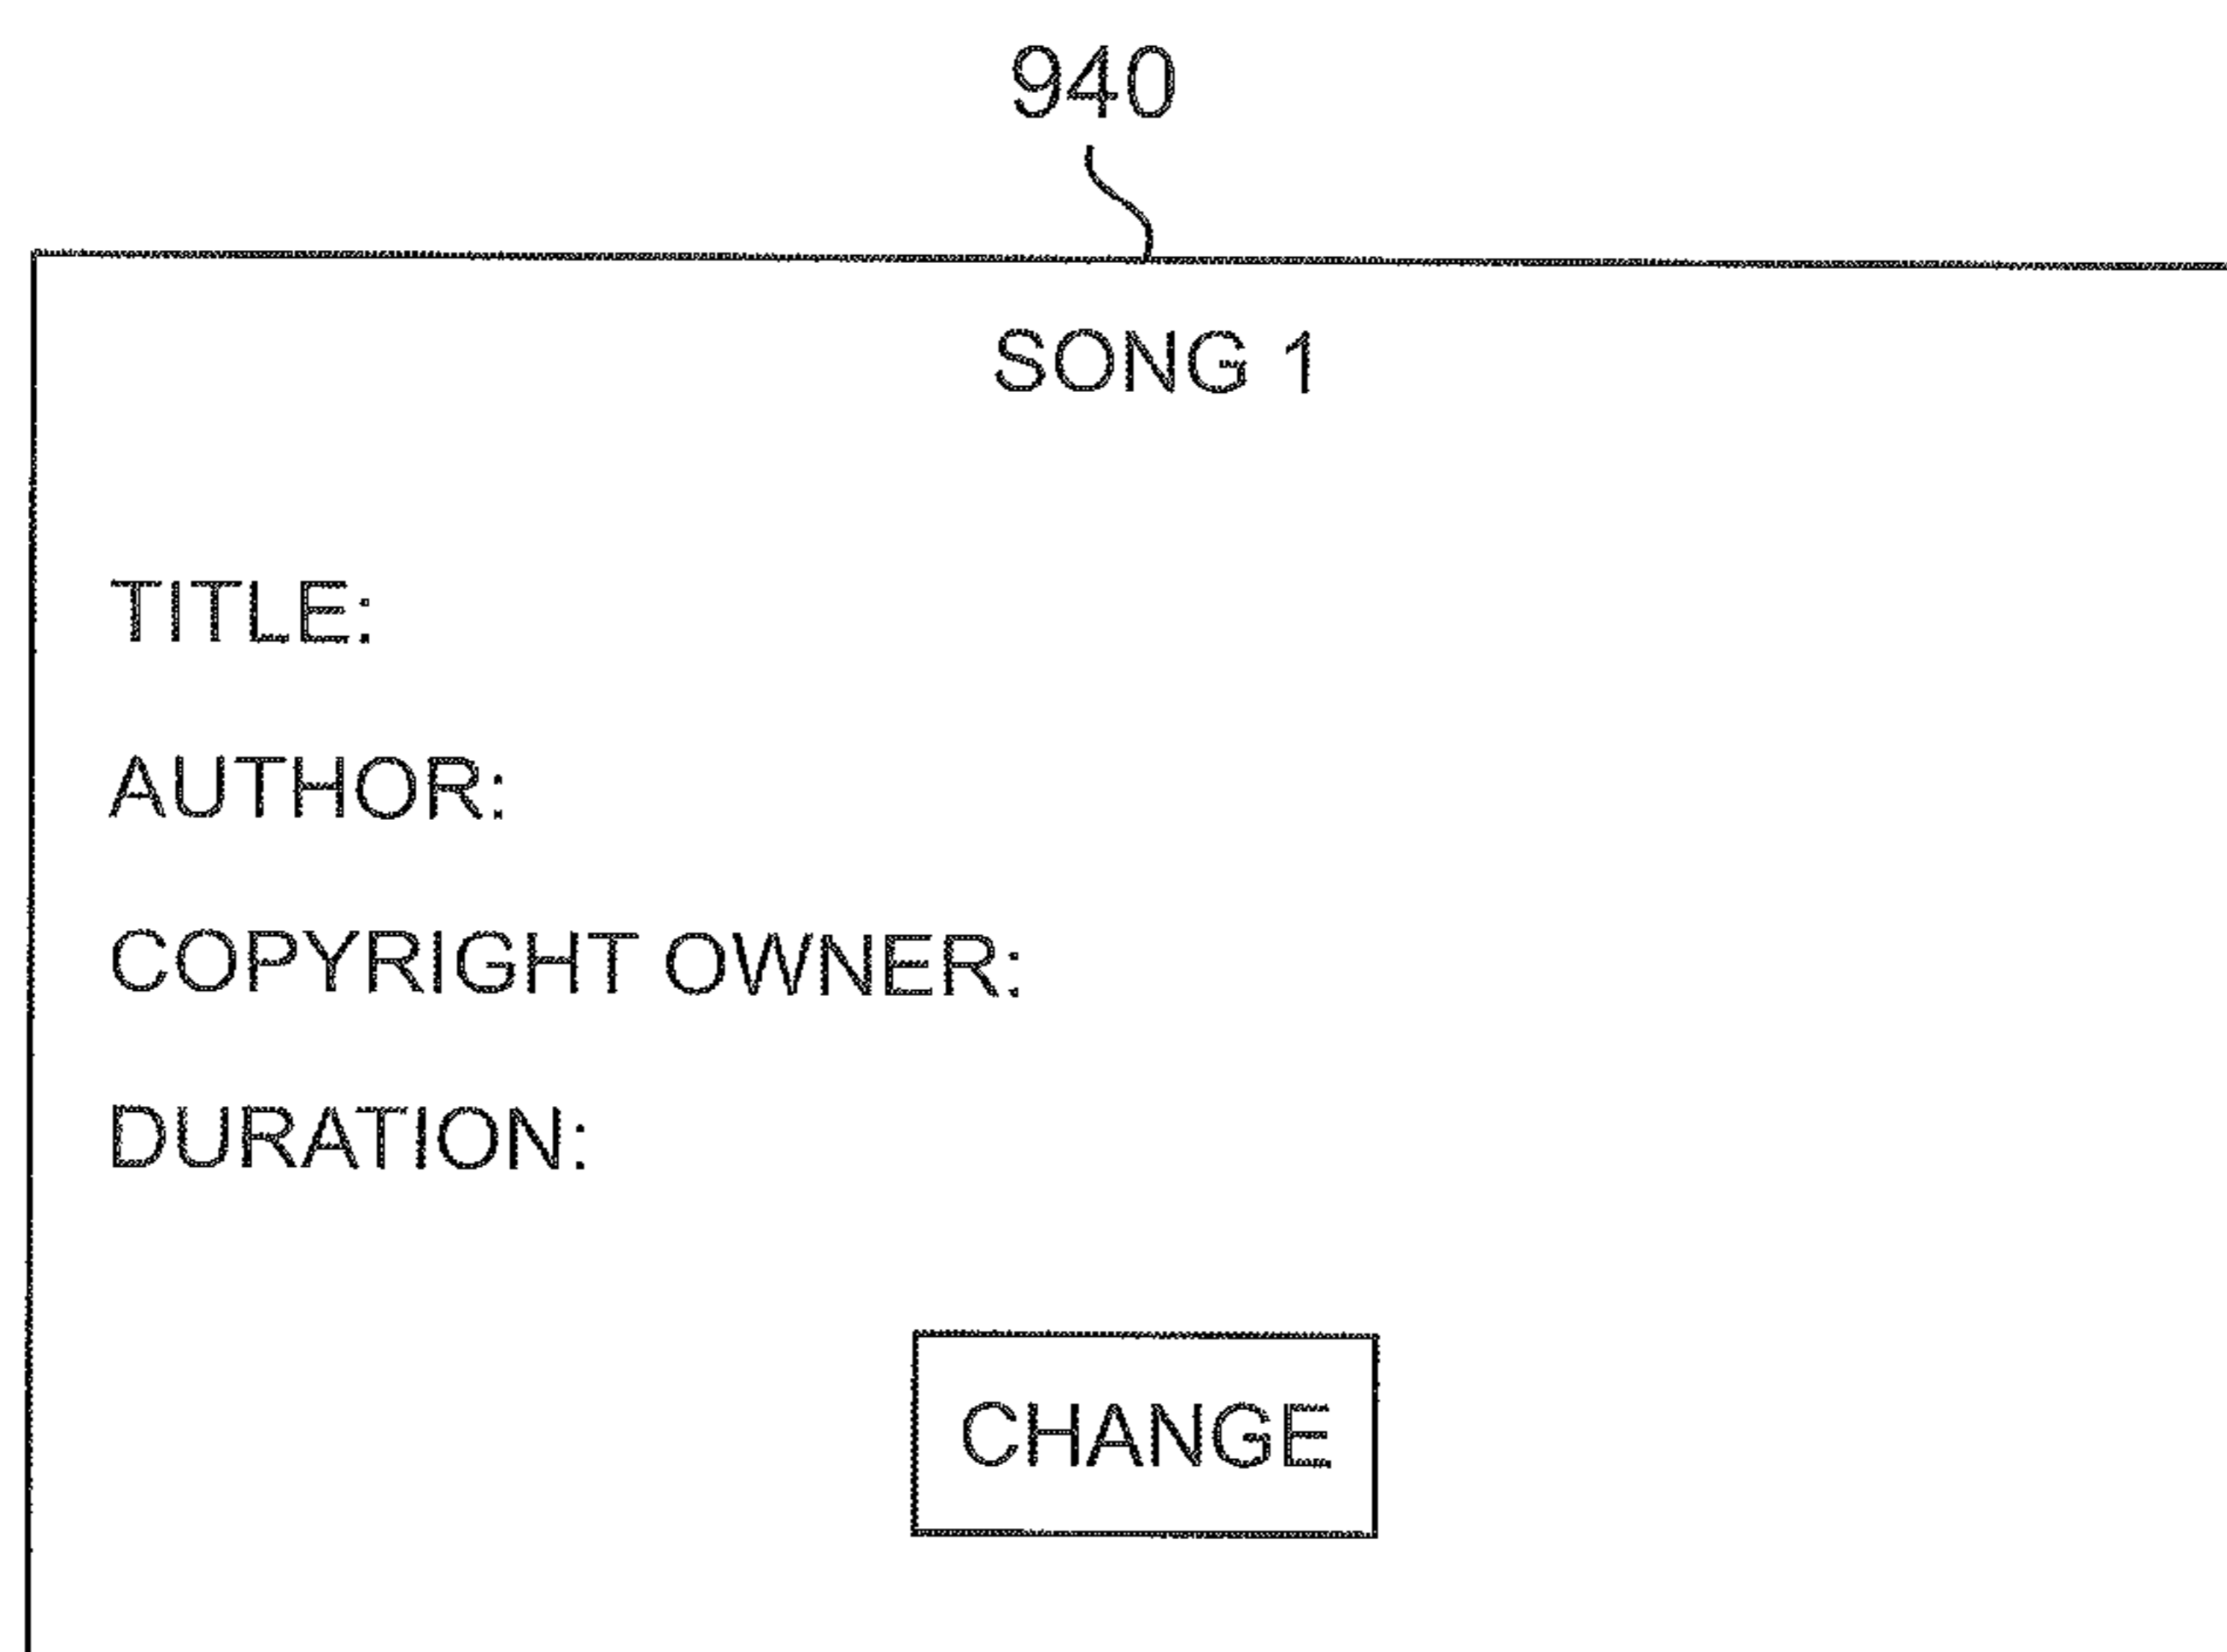 940
SONG 1
TITLE:
AUTHOR:
COPYRIGHT OWNER:
DURATION:
CHANGE